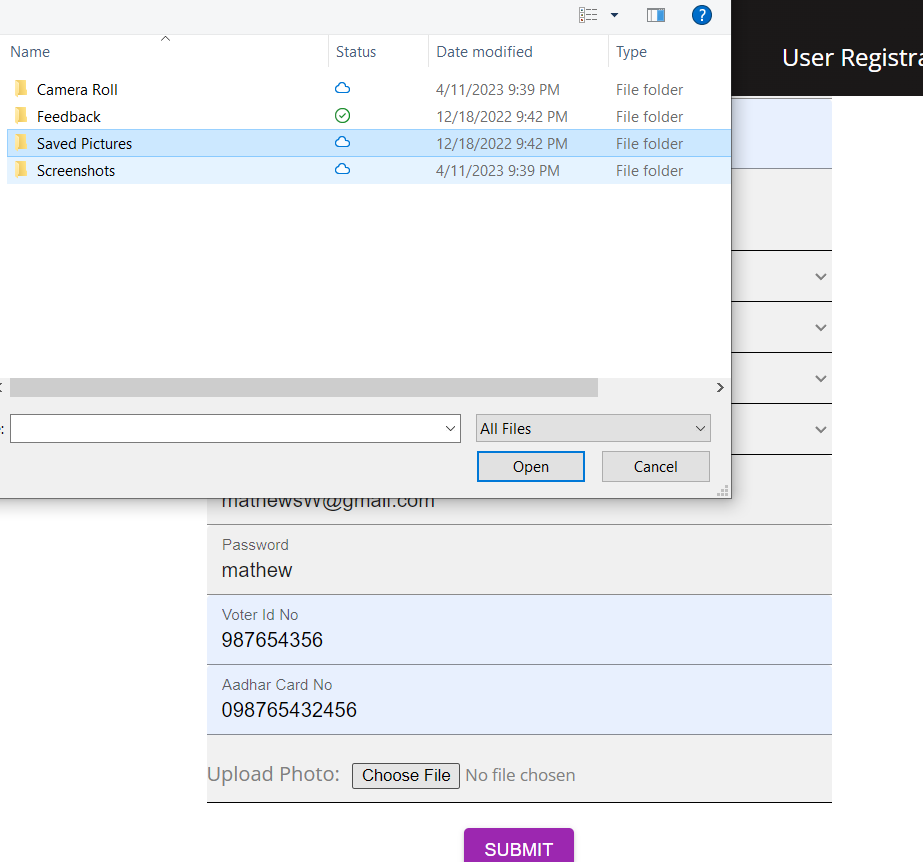 Name Status Date modified Type
User Registra
Camera Roll 4/11/2023 9:39 PM File folder
Feedback 12/18/2022 9:42 PM File folder
Saved Pictures 12/18/2022 9:42 PM File folder
Screenshots 4/11/2023 9:39 PM File folder
: All Files
Open Cancel
mathewsW@gmail.com
Password
mathew
Voter Id No
987654356
Aadhar Card No
098765432456
Upload Photo: Choose File No file chosen
SUBMIT